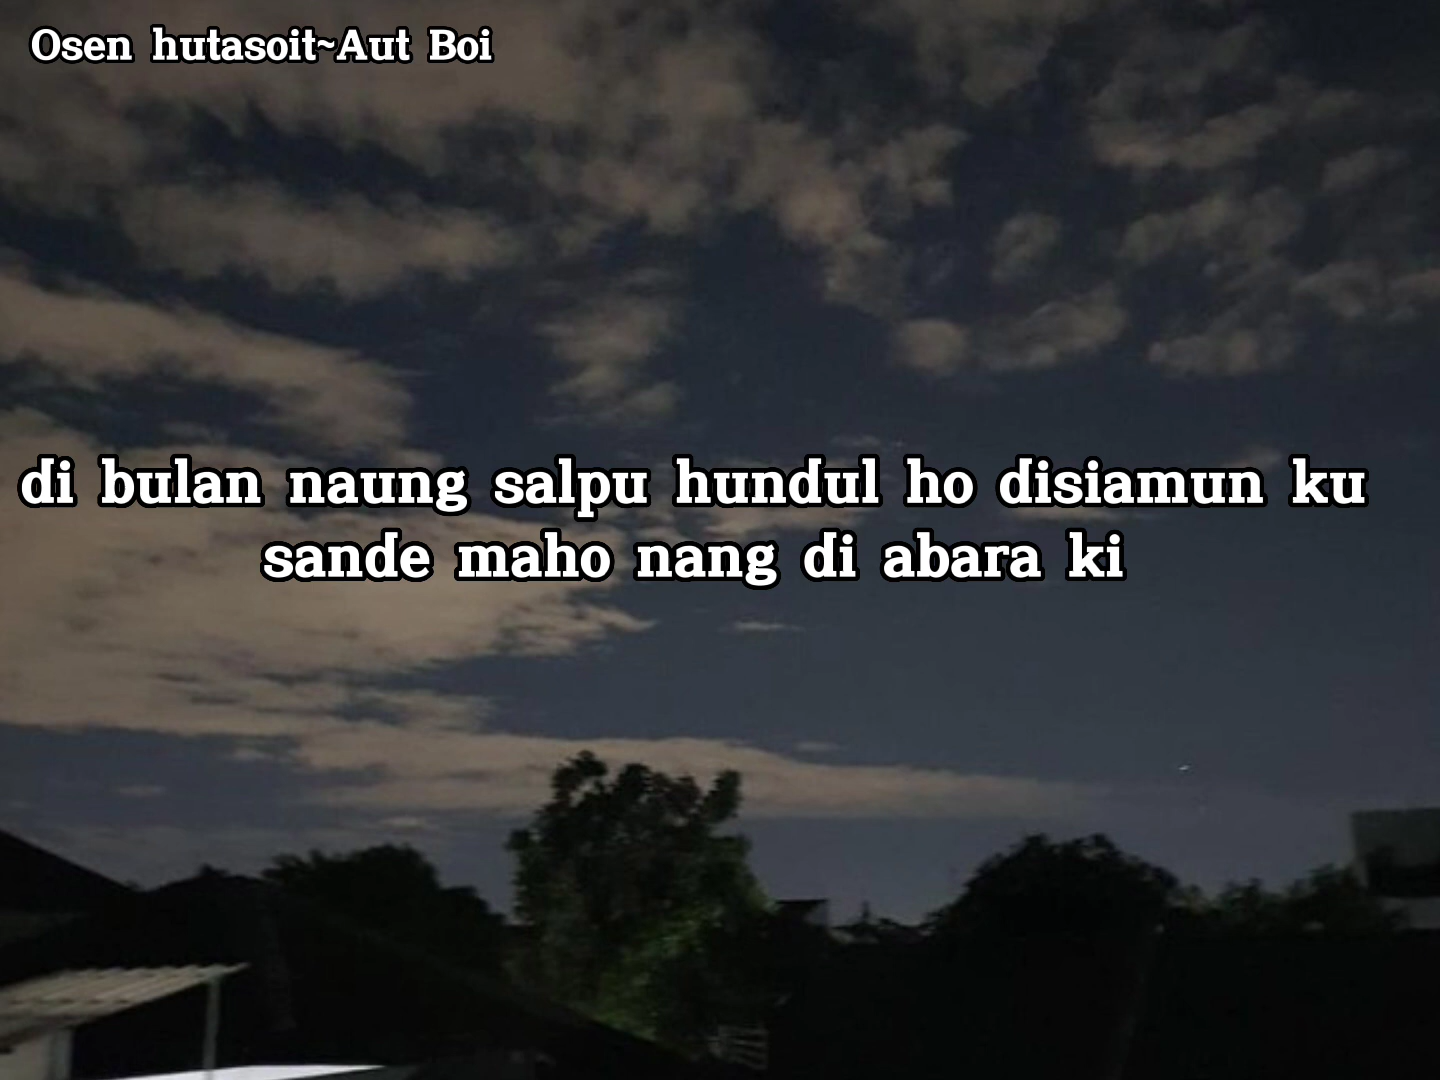 Osen hutasoit~Aut Boi
di bulan naung salpu hundul ho disiamun ku
sande maho nang di abara ki